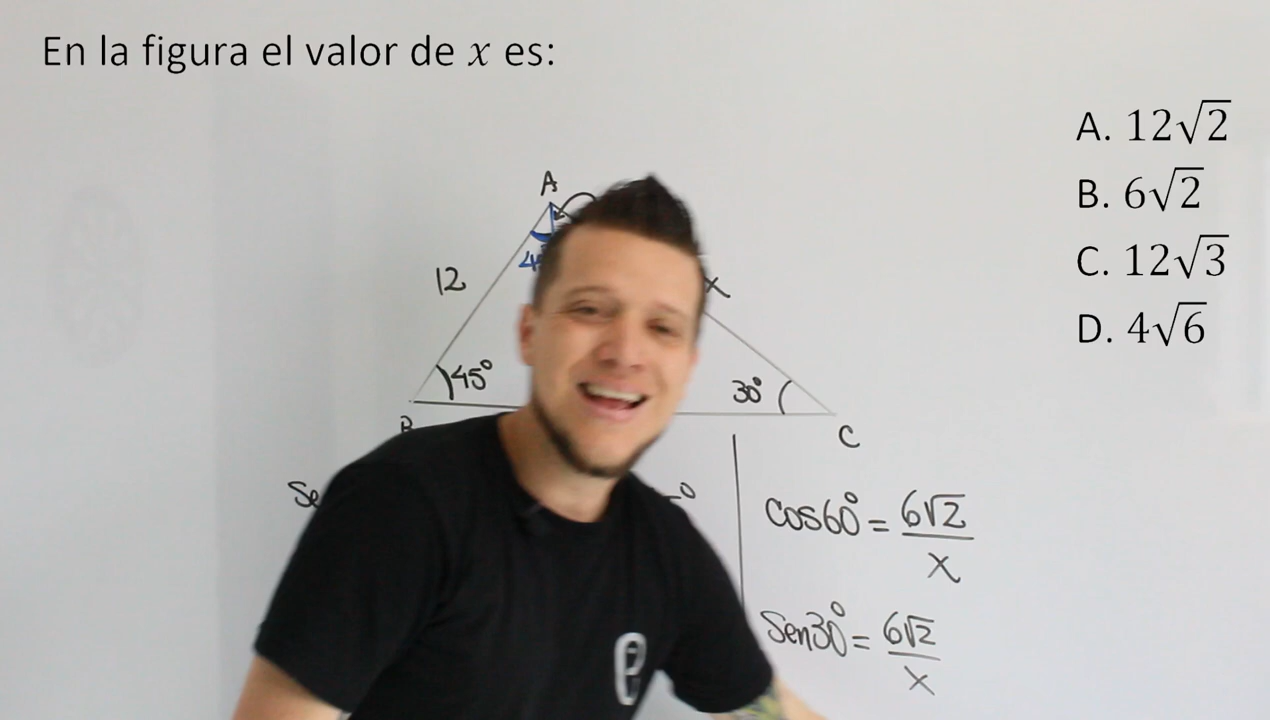 En la figura el valor de x es:
A. 12√2
B. 6√2
C. 12√3
D. 4√6
A
12
x
45°
30°
B
C
Cos60° = 6√2/x
Sen30° = 6√2/x